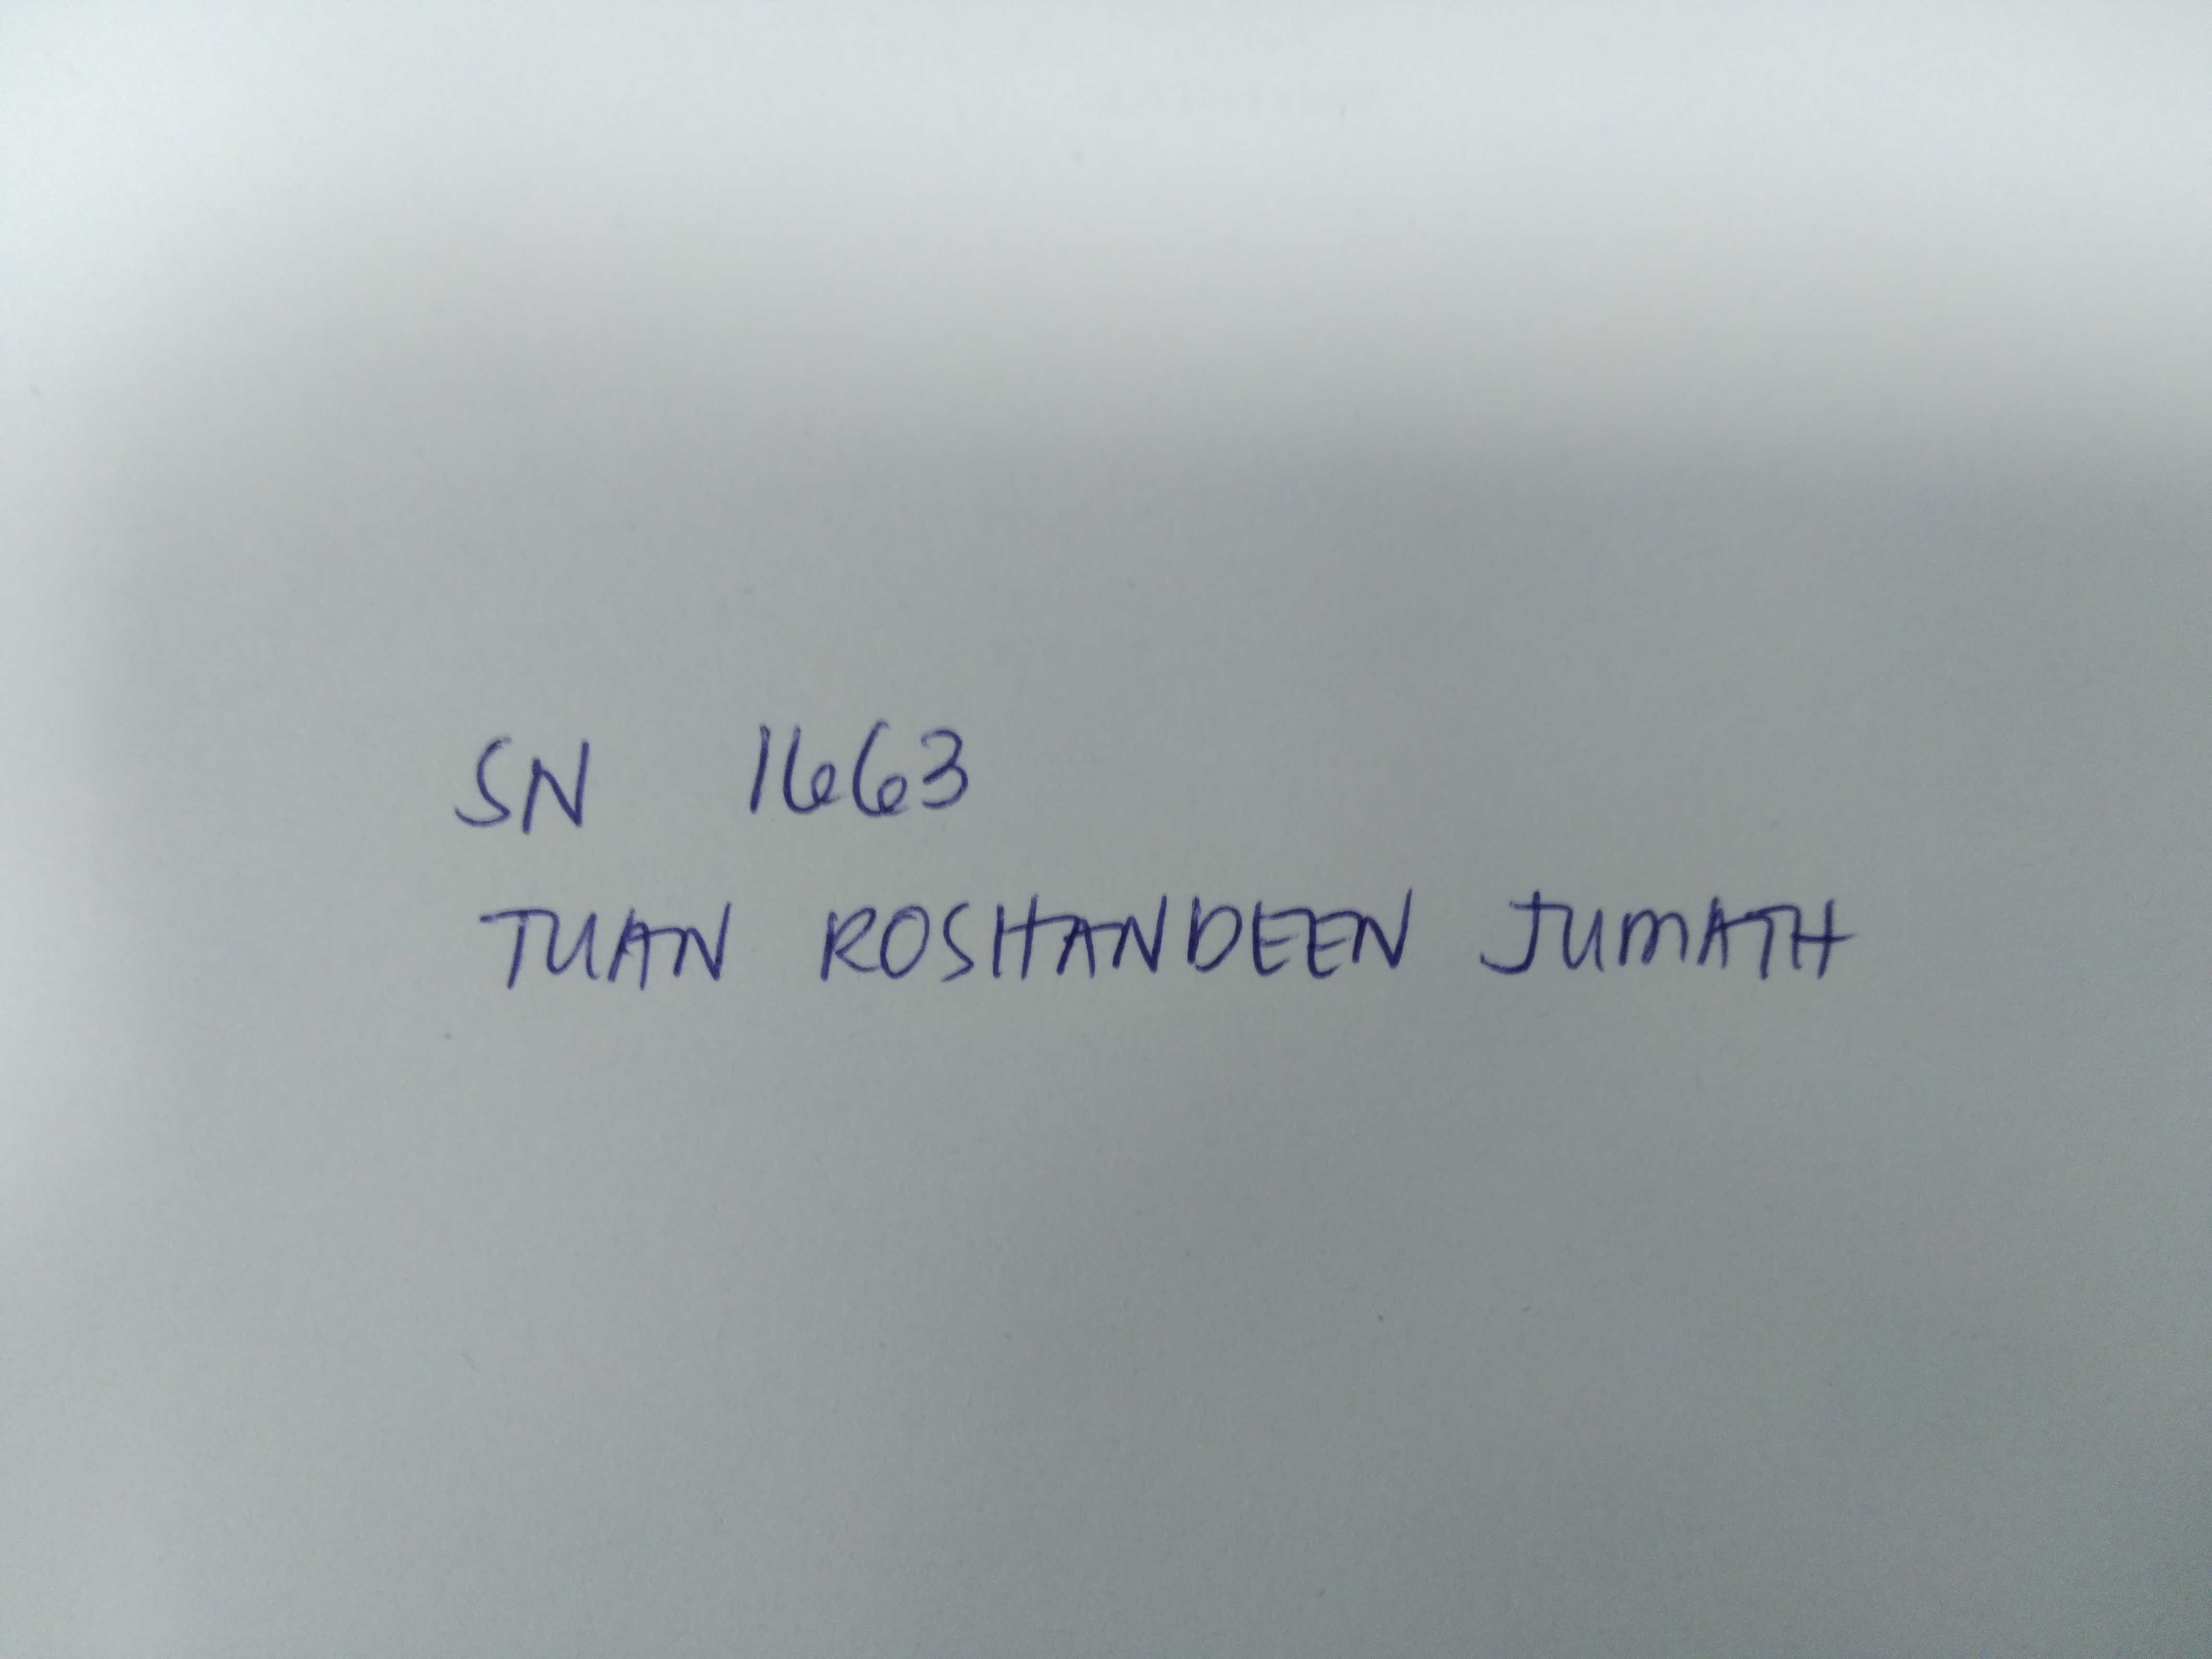 SN 1663
TUAN ROSHANDEEN JUMATH